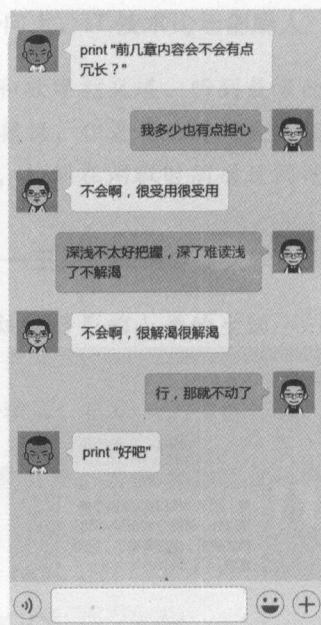 print "前几章内容会不会有点
冗长？"
我多少也有点担心
不会啊，很受用很受用
深浅不太好把握，深了难读浅
了不解渴
不会啊，很解渴很解渴
行，那就不动了
print "好吧"